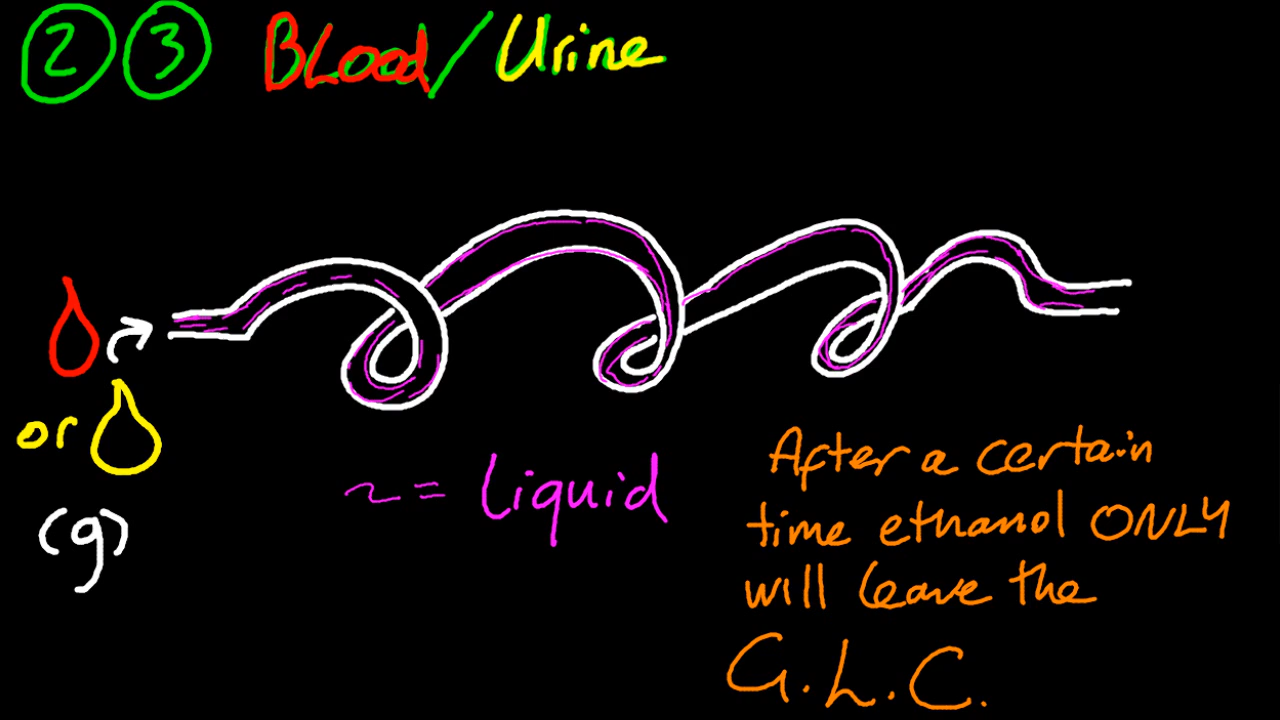 2 3 Blood/Urine
or
(g)
~ = Liquid
After a certain
time ethanol ONLY
will leave the
G.L.C.